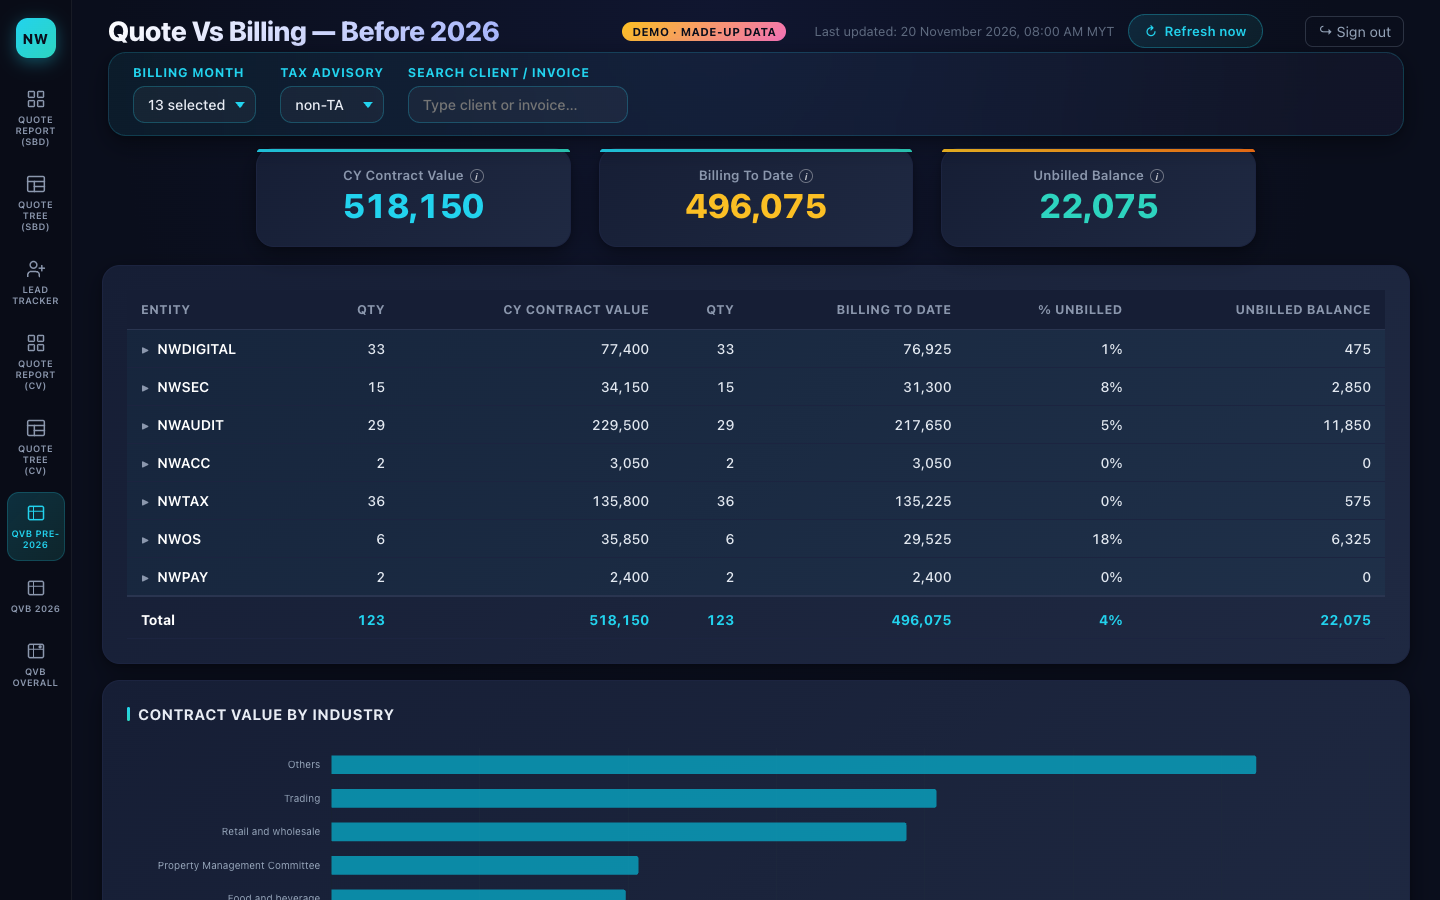 NW
Quote Vs Billing — Before 2026
DEMO · MADE-UP DATA
Last updated: 20 November 2026, 08:00 AM MYT
↻ Refresh now
↪ Sign out
QUOTE
REPORT
(SBD)
QUOTE
TREE
(SBD)
LEAD
TRACKER
QUOTE
REPORT
(CV)
QUOTE
TREE
(CV)
QVB PRE-
2026
QVB 2026
QVB
OVERALL
BILLING MONTH
13 selected
TAX ADVISORY
non-TA
SEARCH CLIENT / INVOICE
Type client or invoice...
CY Contract Value i
518,150
Billing To Date i
496,075
Unbilled Balance i
22,075
ENTITY QTY CY CONTRACT VALUE QTY BILLING TO DATE % UNBILLED UNBILLED BALANCE
▸ NWDIGITAL 33 77,400 33 76,925 1% 475
▸ NWSEC 15 34,150 15 31,300 8% 2,850
▸ NWAUDIT 29 229,500 29 217,650 5% 11,850
▸ NWACC 2 3,050 2 3,050 0% 0
▸ NWTAX 36 135,800 36 135,225 0% 575
▸ NWOS 6 35,850 6 29,525 18% 6,325
▸ NWPAY 2 2,400 2 2,400 0% 0
Total 123 518,150 123 496,075 4% 22,075
CONTRACT VALUE BY INDUSTRY
Others
Trading
Retail and wholesale
Property Management Committee
Food and beverage